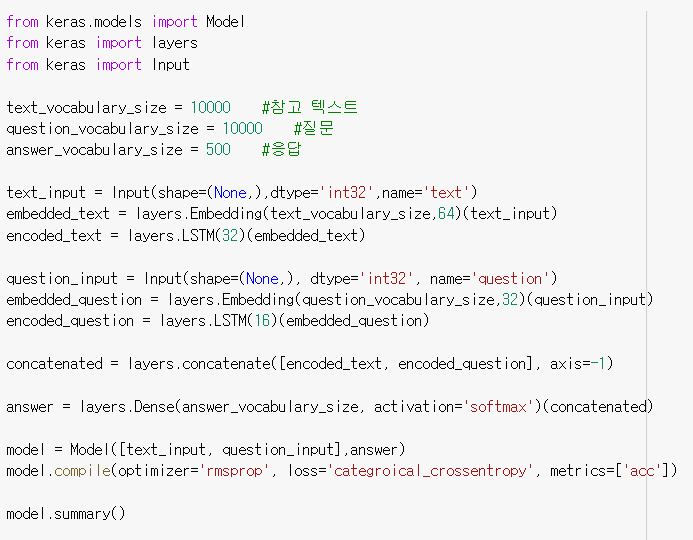 from keras.models import Model
from keras import layers
from keras import Input
text_vocabulary_size = 10000    #참고 텍스트
question_vocabulary_size = 10000    #질문
answer_vocabulary_size = 500    #응답
text_input = Input(shape=(None,),dtype='int32',name='text')
embedded_text = layers.Embedding(text_vocabulary_size,64)(text_input)
encoded_text = layers.LSTM(32)(embedded_text)
question_input = Input(shape=(None,), dtype='int32', name='question')
embedded_question = layers.Embedding(question_vocabulary_size,32)(question_input)
encoded_question = layers.LSTM(16)(embedded_question)
concatenated = layers.concatenate([encoded_text, encoded_question], axis=-1)
answer = layers.Dense(answer_vocabulary_size, activation='softmax')(concatenated)
model = Model([text_input, question_input],answer)
model.compile(optimizer='rmsprop', loss='categroical_crossentropy', metrics=['acc'])
model.summary()